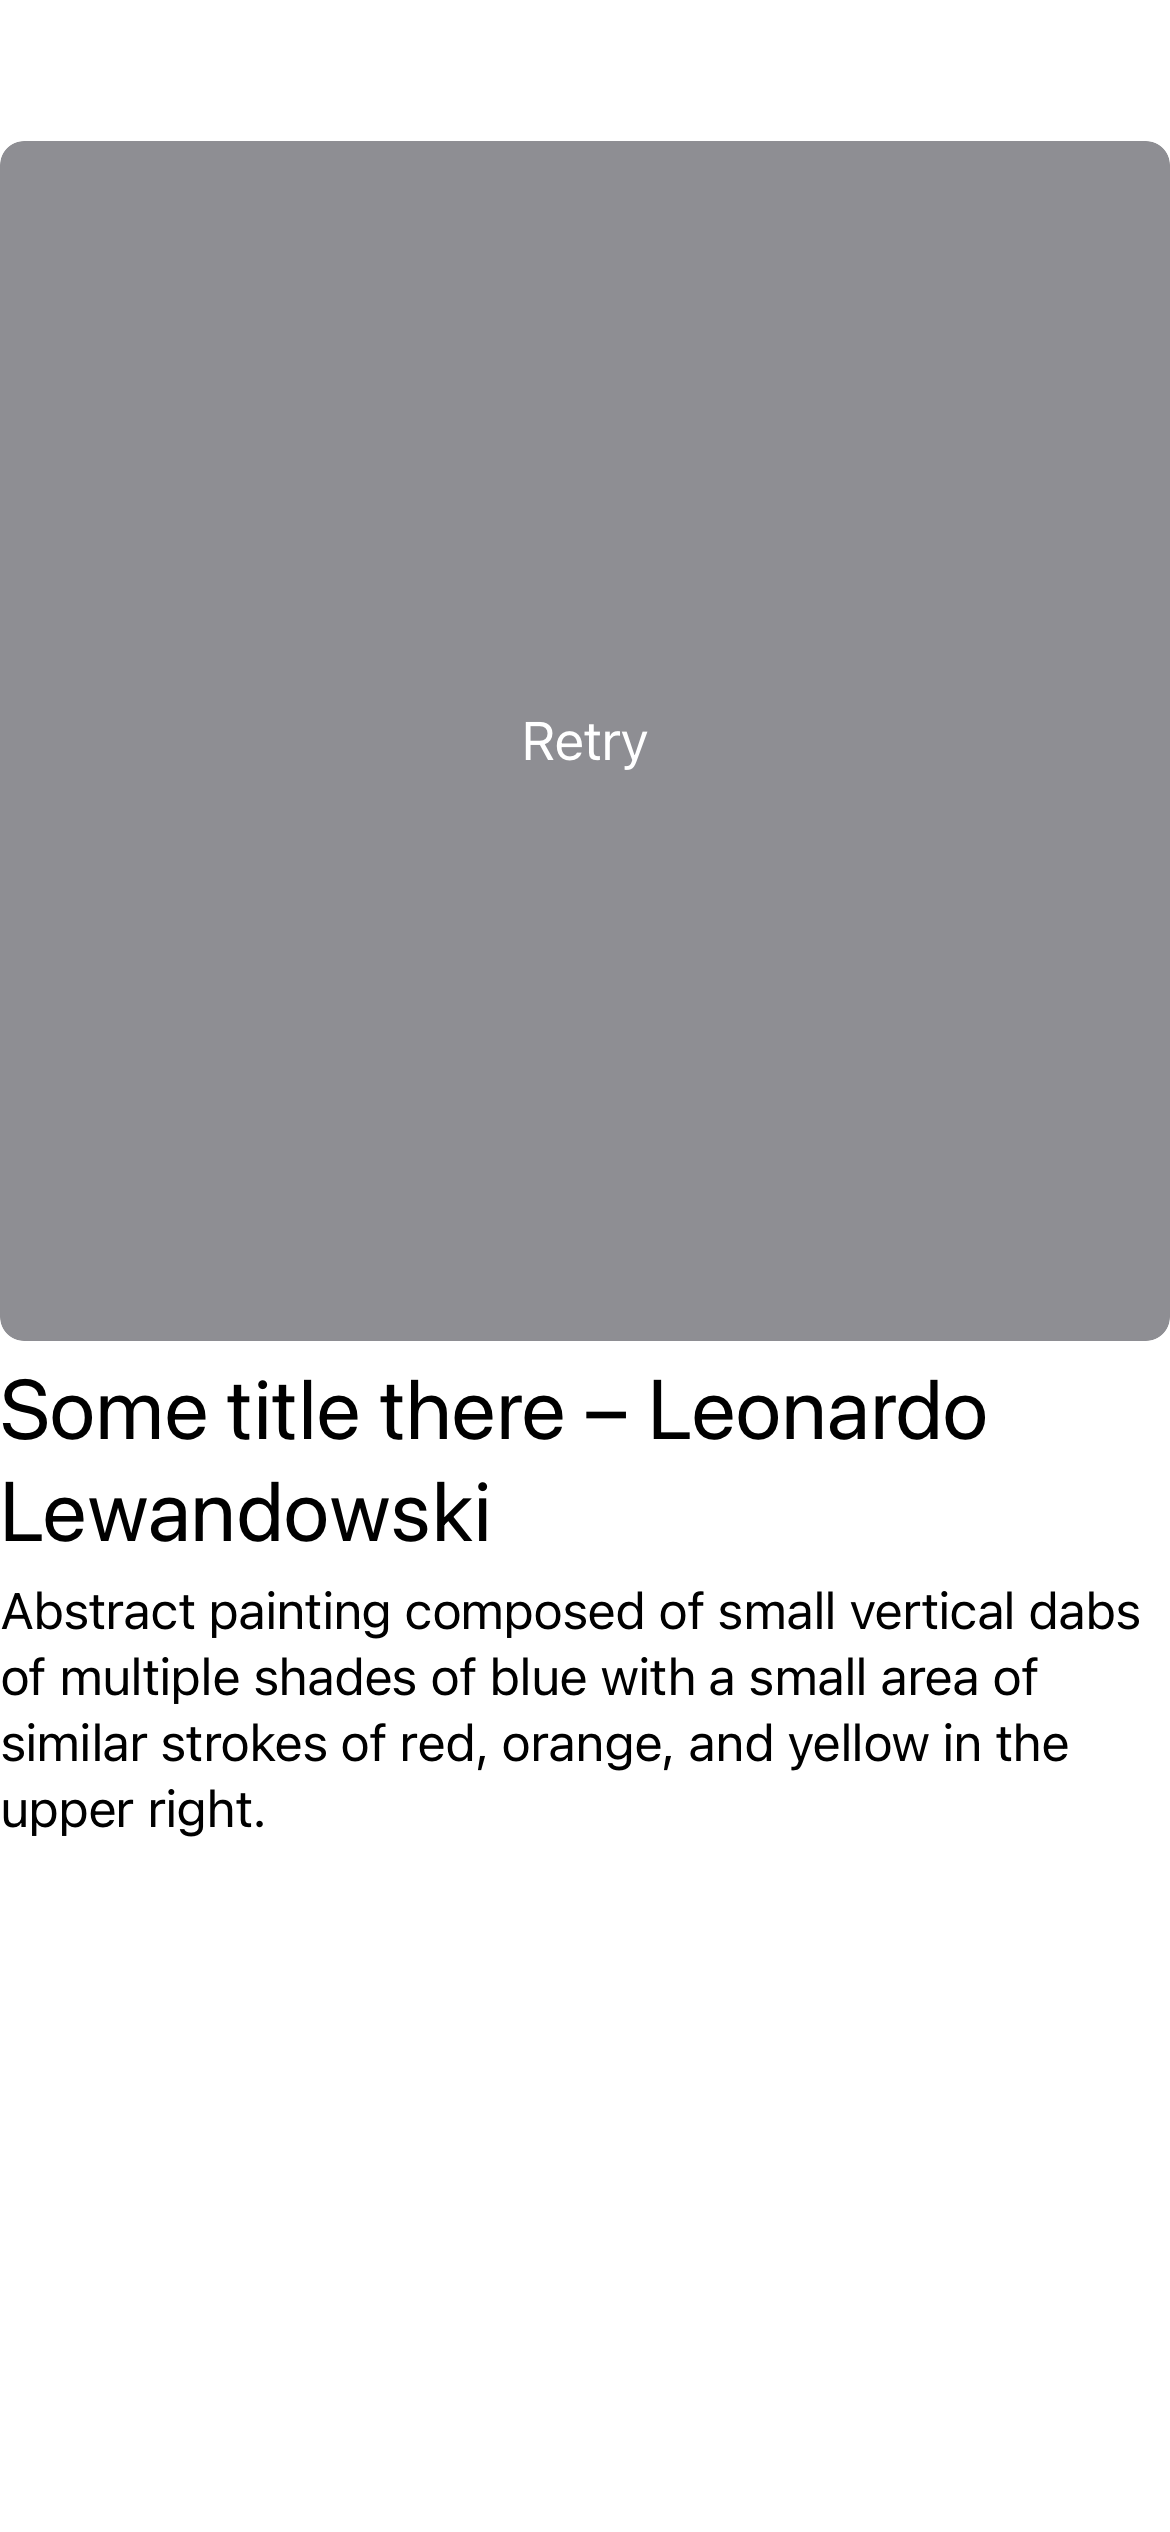 Retry
Some title there – Leonardo
Lewandowski
Abstract painting composed of small vertical dabs
of multiple shades of blue with a small area of
similar strokes of red, orange, and yellow in the
upper right.